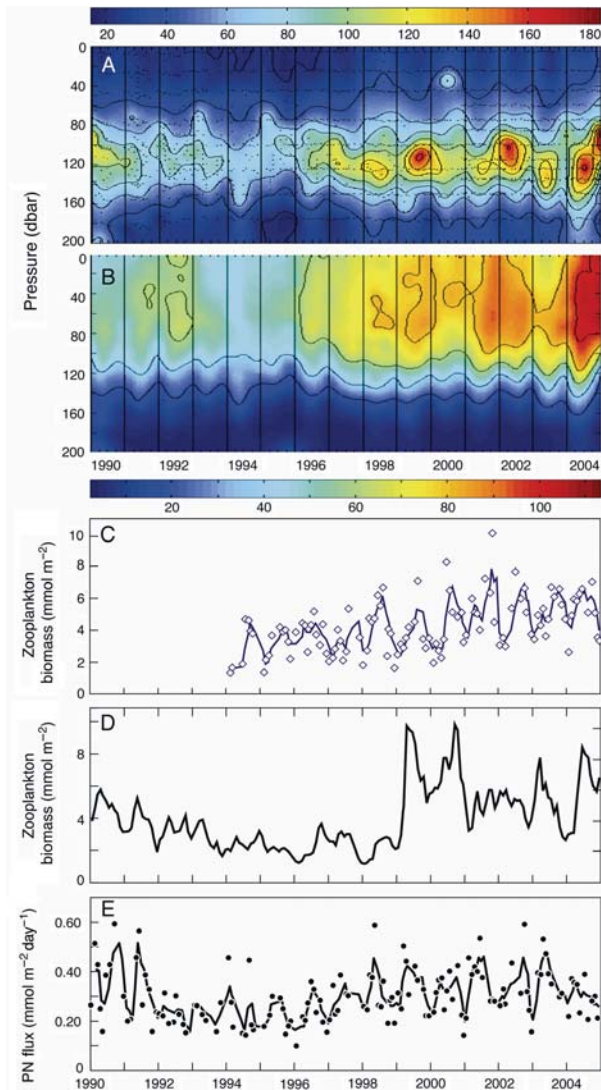 20 40 60 80 100 120 140 160 180
A
0
40
80
120
160
200
Pressure (dbar)
B
0
40
80
120
160
200
1990 1992 1994 1996 1998 2000 2002 2004
20 40 60 80 100
C
10
8
6
4
2
0
Zooplankton
biomass (mmol m−2)
D
8
4
0
Zooplankton
biomass (mmol m−2)
E
0.60
0.40
0.20
0
PN flux (mmol m−2 day−1)
1990 1992 1994 1996 1998 2000 2002 2004